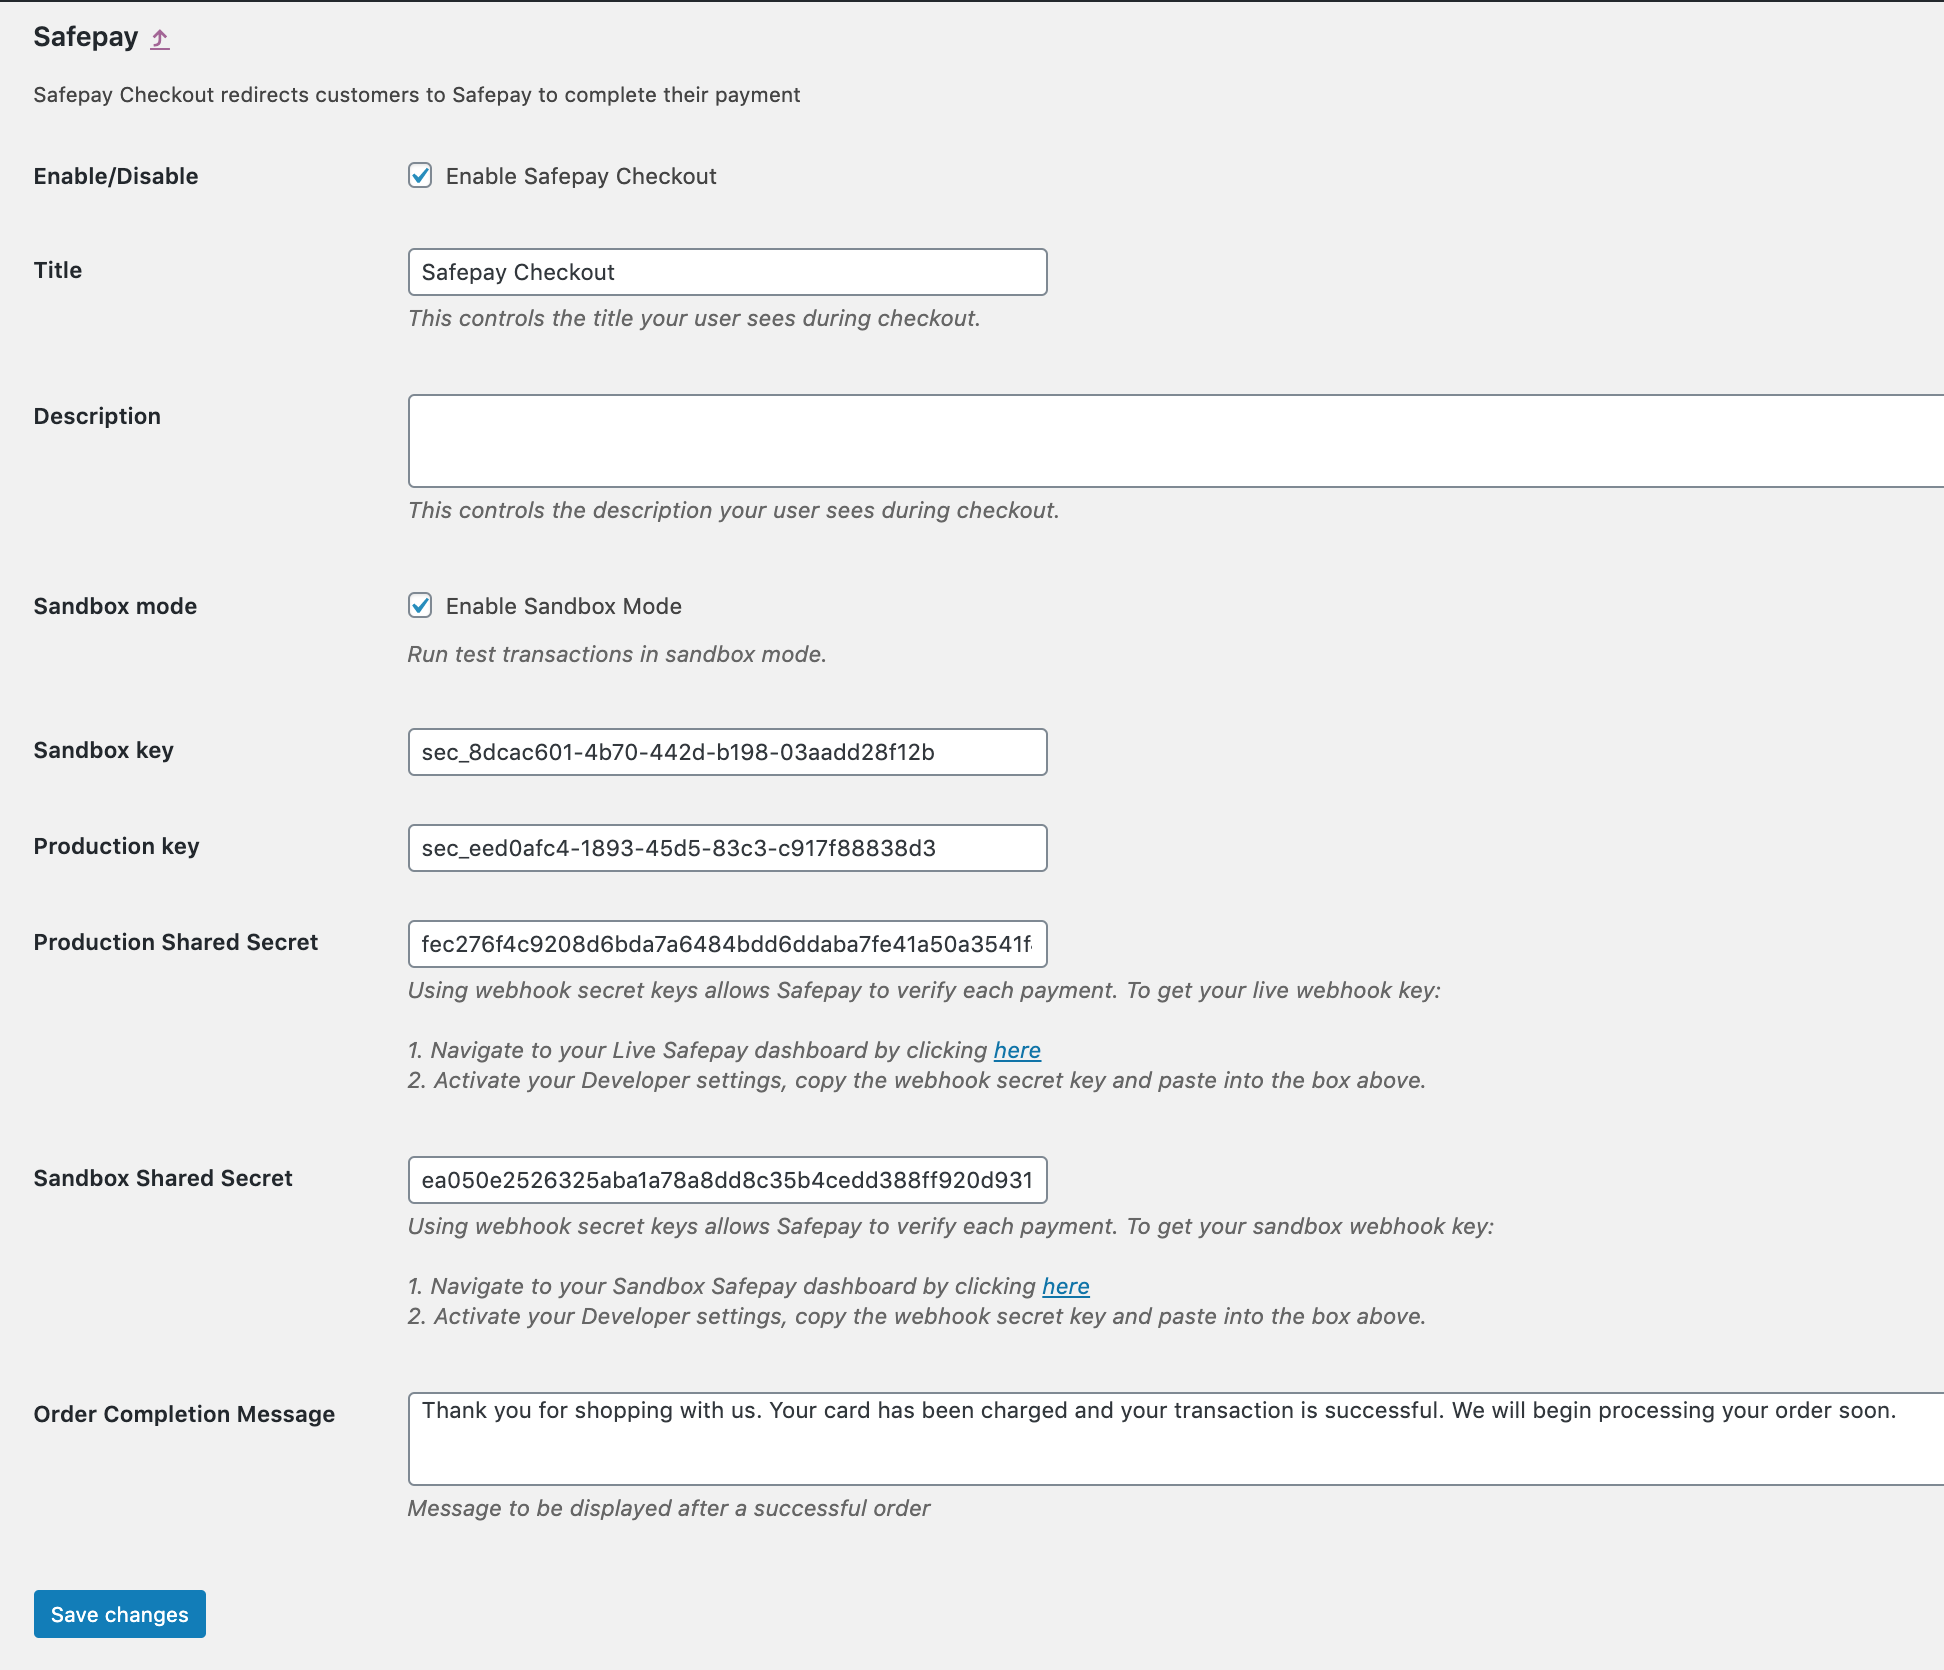 Safepay
Safepay Checkout redirects customers to Safepay to complete their payment
Enable/Disable
Enable Safepay Checkout
Title
Safepay Checkout
This controls the title your user sees during checkout.
Description
This controls the description your user sees during checkout.
Sandbox mode
Enable Sandbox Mode
Run test transactions in sandbox mode.
Sandbox key
sec_8dcac601-4b70-442d-b198-03aadd28f12b
Production key
sec_eed0afc4-1893-45d5-83c3-c917f88838d3
Production Shared Secret
fec276f4c9208d6bda7a6484bdd6ddaba7fe41a50a3541f
Using webhook secret keys allows Safepay to verify each payment. To get your live webhook key:
1. Navigate to your Live Safepay dashboard by clicking here
2. Activate your Developer settings, copy the webhook secret key and paste into the box above.
Sandbox Shared Secret
ea050e2526325aba1a78a8dd8c35b4cedd388ff920d931
Using webhook secret keys allows Safepay to verify each payment. To get your sandbox webhook key:
1. Navigate to your Sandbox Safepay dashboard by clicking here
2. Activate your Developer settings, copy the webhook secret key and paste into the box above.
Order Completion Message
Thank you for shopping with us. Your card has been charged and your transaction is successful. We will begin processing your order soon.
Message to be displayed after a successful order
Save changes